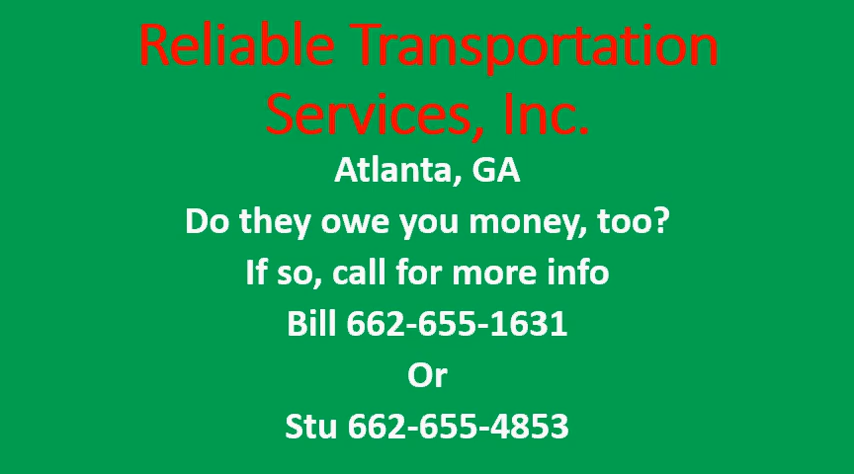 Reliable Transportation
Services, Inc.
Atlanta, GA
Do they owe you money, too?
If so, call for more info
Bill 662-655-1631
Or
Stu 662-655-4853